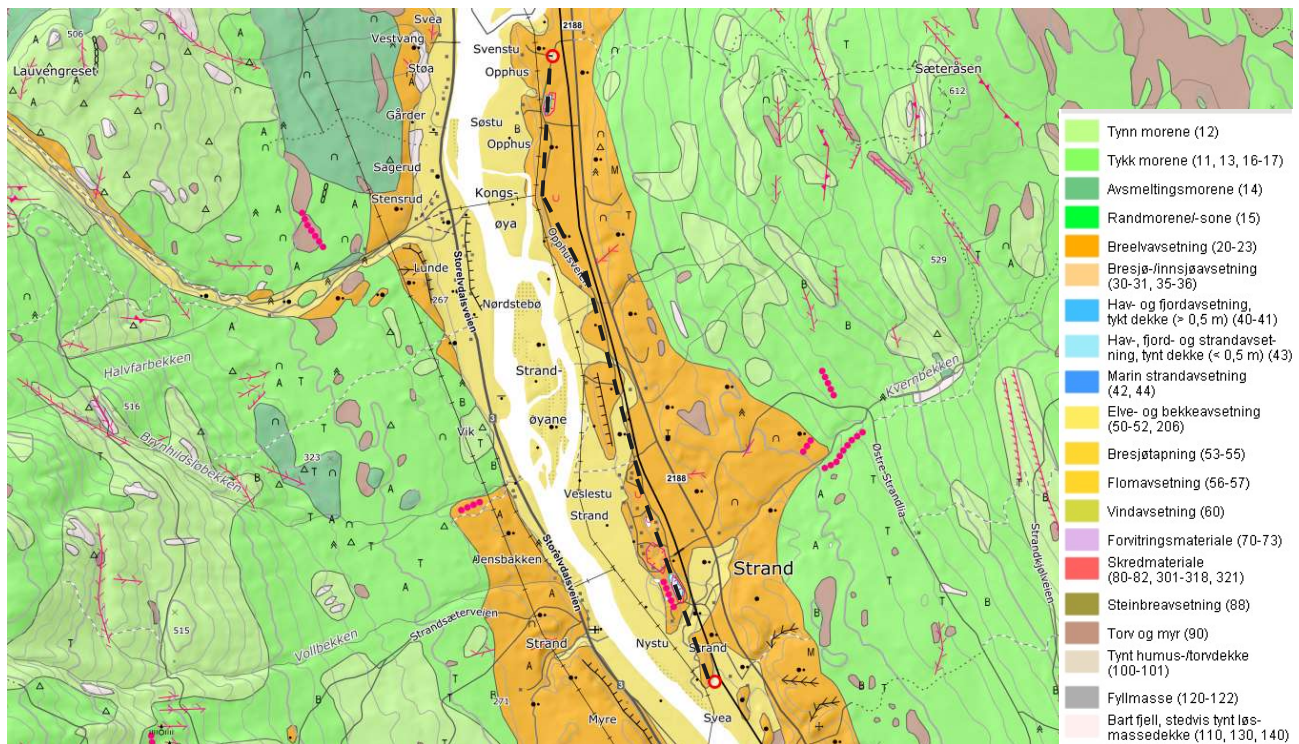 506
Lauvengreset
Svea
Vestvang
Støa
Gårder
Sagerud
Stensrud
Lunde
267
Storelvdalsveien
Svenstu
Opphus
Søstu
Opphus
Kongs-
øya
Opphusveien
Nordstebø
Strand-
øyane
Vik
3
Veslestu
Strand
2188
2188
Sæteråsen
612
529
Kvernbekken
Østre-Strandlia
Strandkjølveien
Halvfarbekken
516
Brynhildsløbekken
323
Jensbakken
Storelvdalsveien
Strandsæterveien
Vollbekken
515
271
Strand
3
Myre
Nystu
Strand
Strand
Svea
Tynn morene (12)
Tykk morene (11, 13, 16-17)
Avsmeltingsmorene (14)
Randmorene/-sone (15)
Breelvavsetning (20-23)
Bresjø-/innsjøavsetning
(30-31, 35-36)
Hav- og fjordavsetning,
tykt dekke (> 0,5 m) (40-41)
Hav-, fjord- og strandavset-
ning, tynt dekke (< 0,5 m) (43)
Marin strandavsetning
(42, 44)
Elve- og bekkeavsetning
(50-52, 206)
Bresjøtapning (53-55)
Flomavsetning (56-57)
Vindavsetning (60)
Forvitringsmateriale (70-73)
Skredmateriale
(80-82, 301-318, 321)
Steinbreavsetning (88)
Torv og myr (90)
Tynt humus-/torvdekke
(100-101)
Fyllmasse (120-122)
Bart fjell, stedvis tynt løs-
massedekke (110, 130, 140)